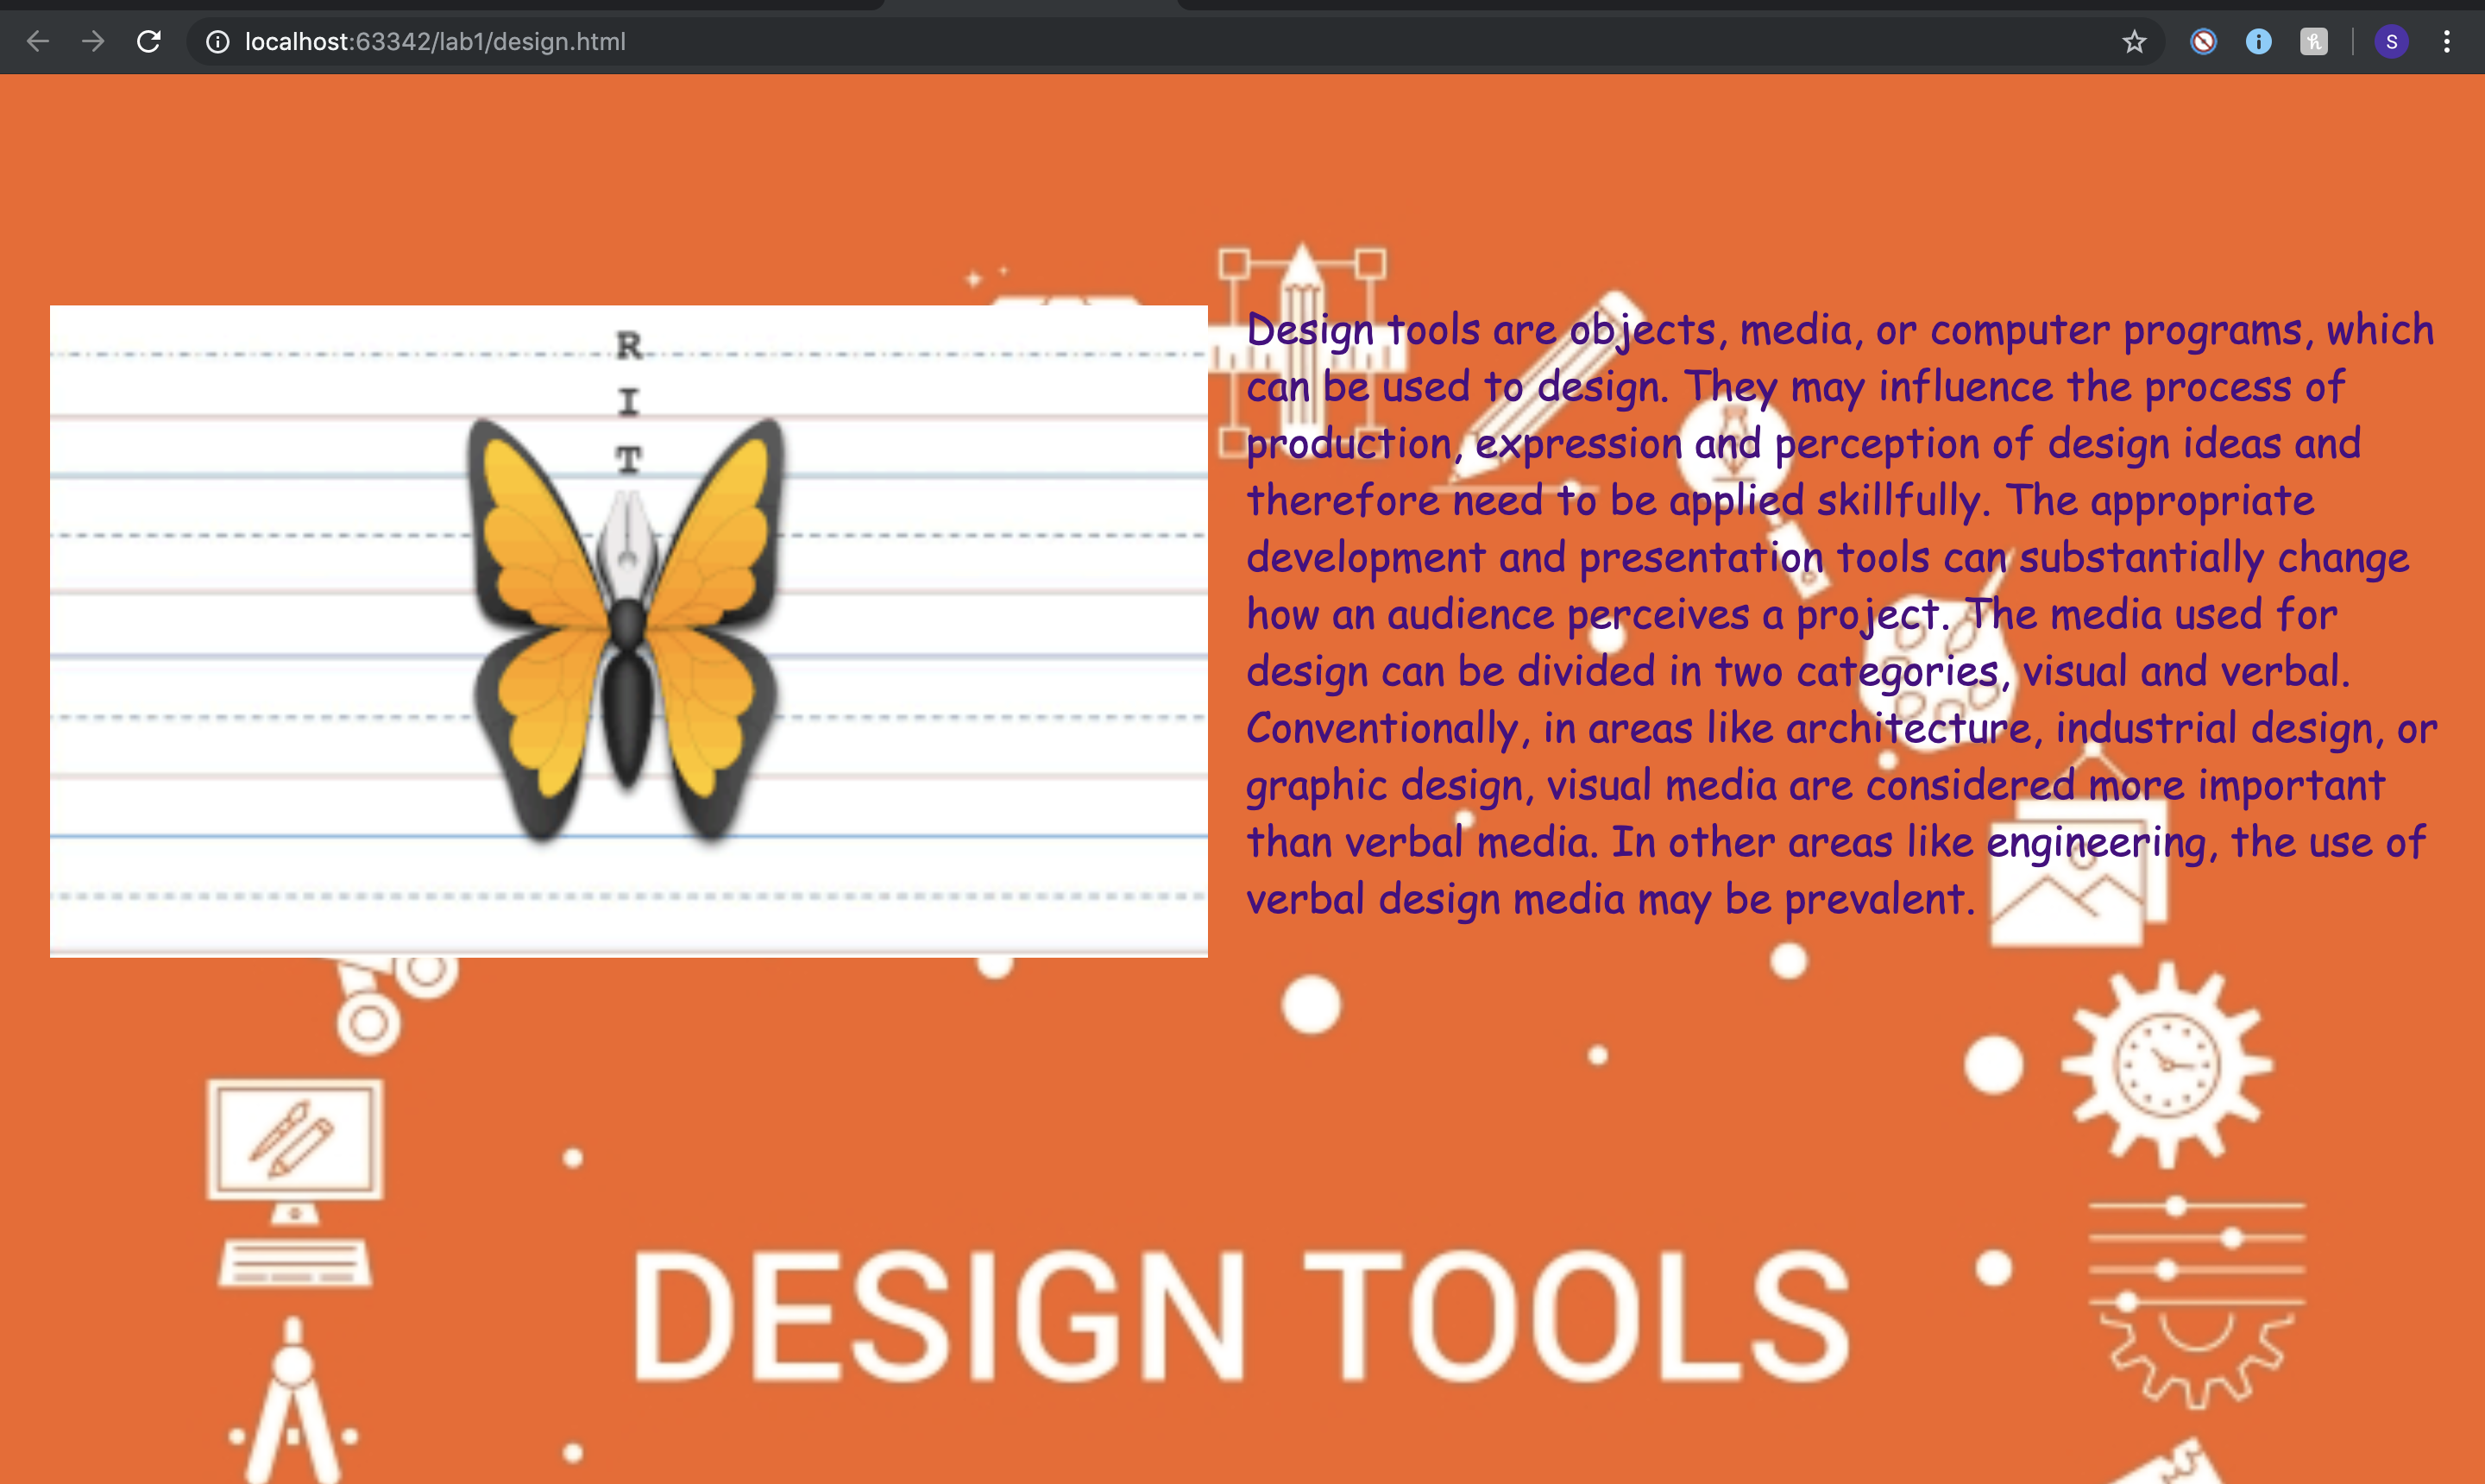 localhost:63342/lab1/design.html
S
R
I
T
Design tools are objects, media, or computer programs, which
can be used to design. They may influence the process of
production, expression and perception of design ideas and
therefore need to be applied skillfully. The appropriate
development and presentation tools can substantially change
how an audience perceives a project. The media used for
design can be divided in two categories, visual and verbal.
Conventionally, in areas like architecture, industrial design, or
graphic design, visual media are considered more important
than verbal media. In other areas like engineering, the use of
verbal design media may be prevalent.
DESIGN TOOLS